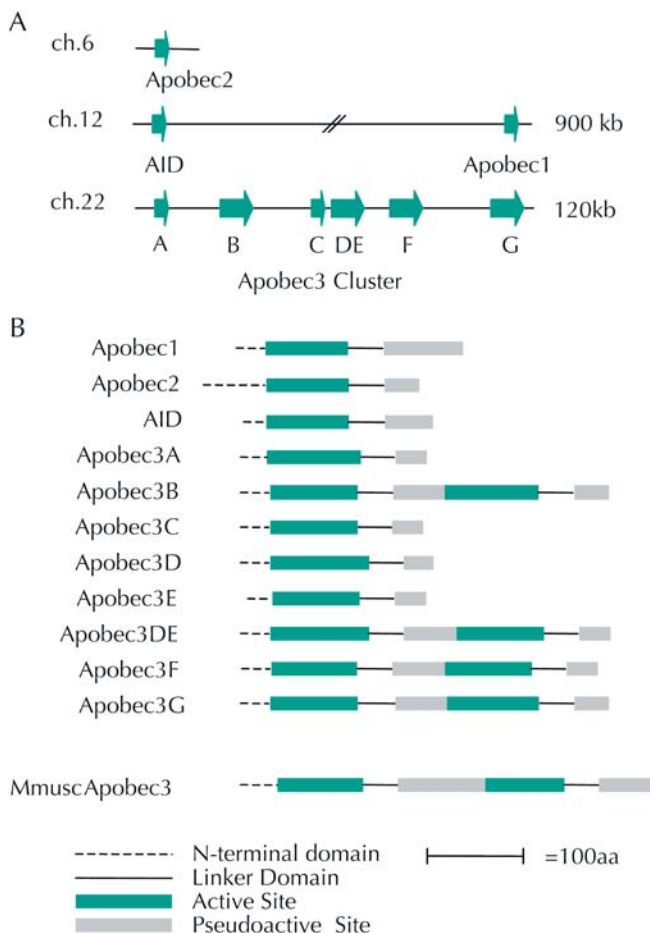 A
ch.6
Apobec2
ch.12
900 kb
AID
Apobec1
ch.22
120kb
A B C DE F G
Apobec3 Cluster
B
Apobec1
Apobec2
AID
Apobec3A
Apobec3B
Apobec3C
Apobec3D
Apobec3E
Apobec3DE
Apobec3F
Apobec3G
MmuscApobec3
N-terminal domain
=100aa
Linker Domain
Active Site
Pseudoactive Site